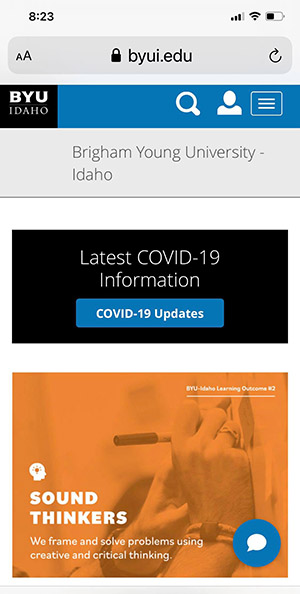 8:23
AA
byui.edu
BYU
IDAHO
Brigham Young University -
Idaho
Latest COVID-19
Information
COVID-19 Updates
BYU-Idaho Learning Outcome #2
SOUND
THINKERS
We frame and solve problems using
creative and critical thinking.